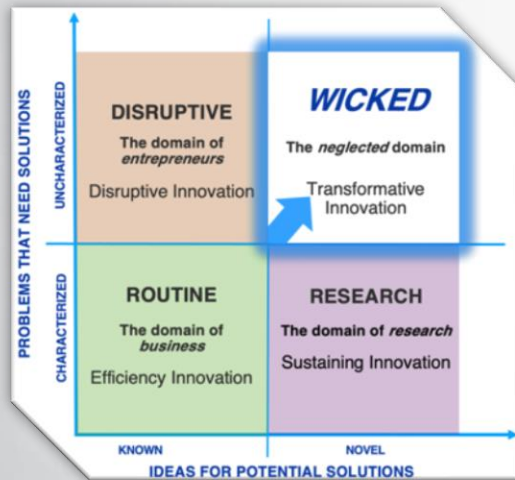 PROBLEMS THAT NEED SOLUTIONS
UNCHARACTERIZED
CHARACTERIZED
DISRUPTIVE
The domain of
entrepreneurs
Disruptive Innovation
WICKED
The neglected domain
Transformative
Innovation
ROUTINE
The domain of
business
Efficiency Innovation
RESEARCH
The domain of research
Sustaining Innovation
KNOWN
NOVEL
IDEAS FOR POTENTIAL SOLUTIONS